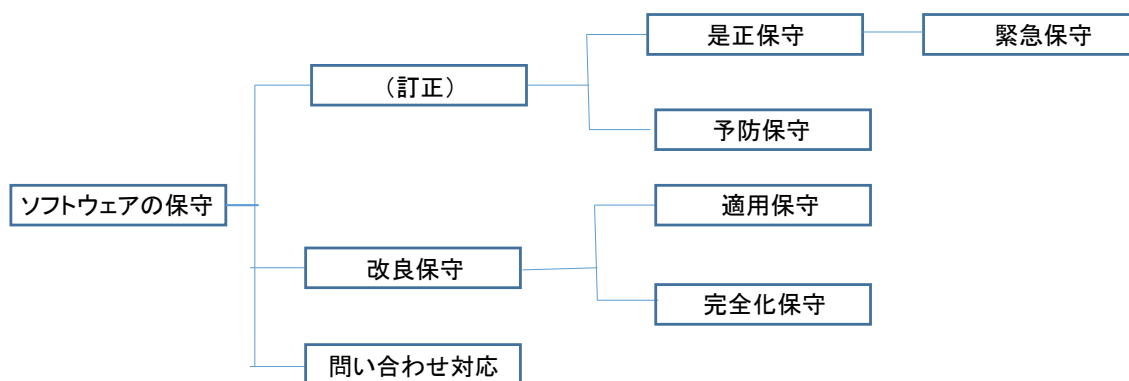 是正保守
緊急保守
（訂正）
予防保守
ソフトウェアの保守
適用保守
改良保守
完全化保守
問い合わせ対応